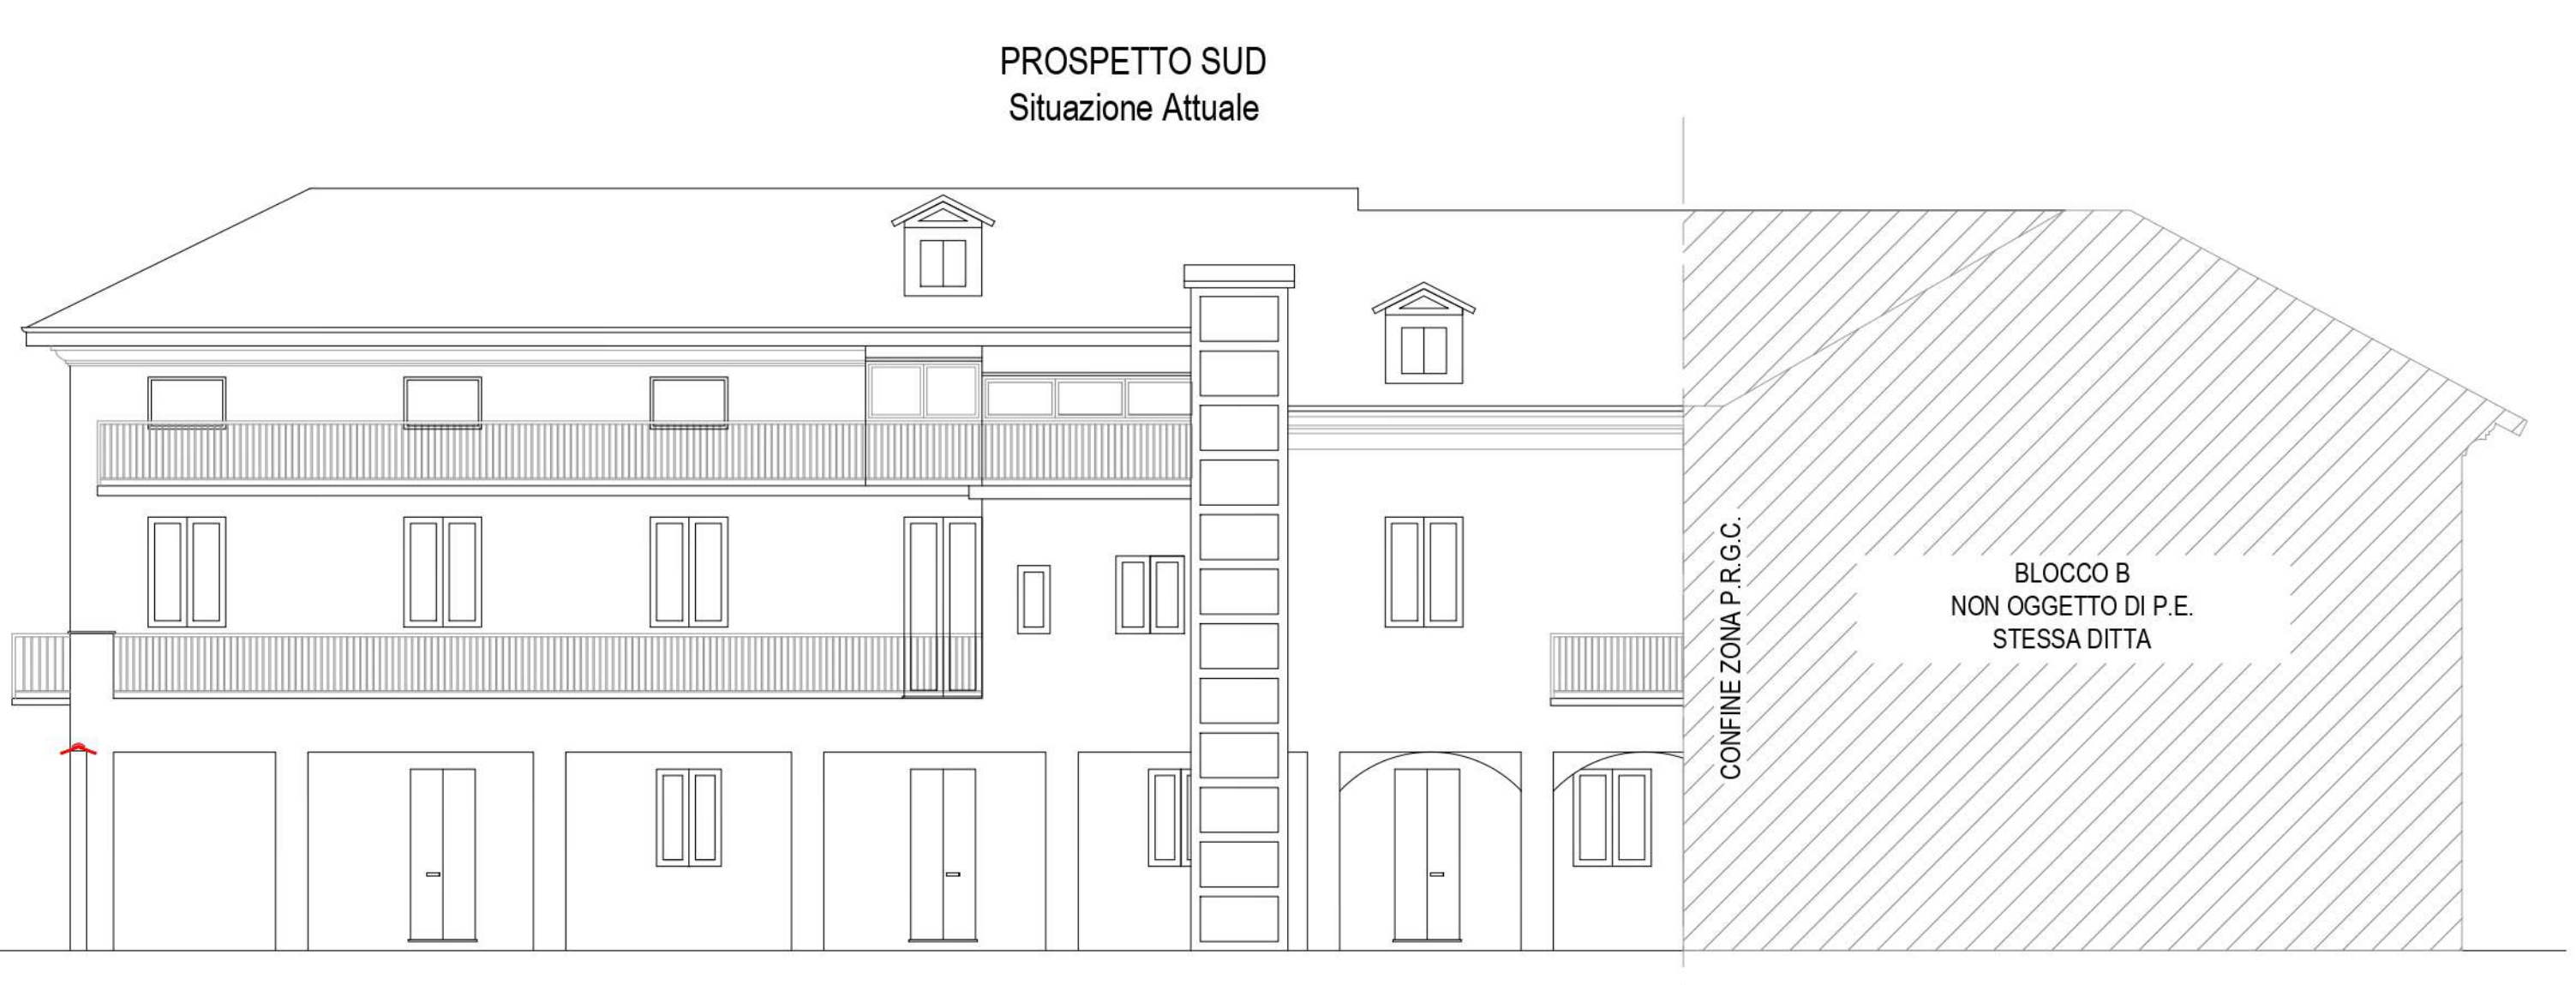 PROSPETTO SUD
Situazione Attuale
CONFINE ZONA P.R.G.C.
BLOCCO B
NON OGGETTO DI P.E.
STESSA DITTA